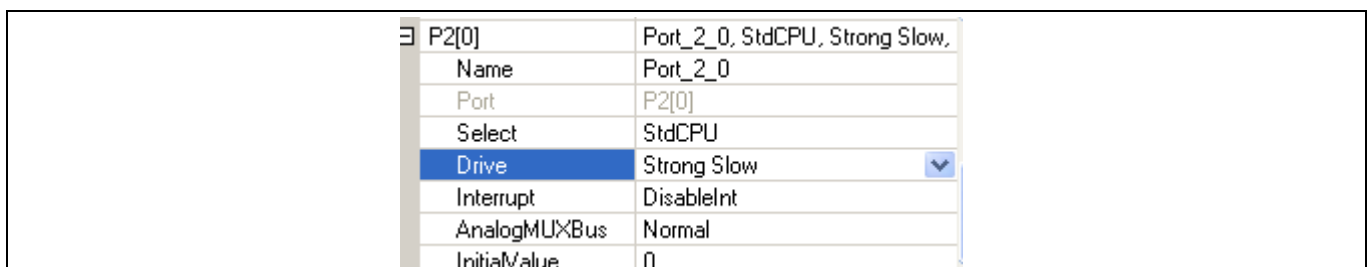 P2[0] Port_2_0, StdCPU, Strong Slow,
Name Port_2_0
Port P2[0]
Select StdCPU
Drive Strong Slow
Interrupt DisableInt
AnalogMUXBus Normal
InitialValue 0